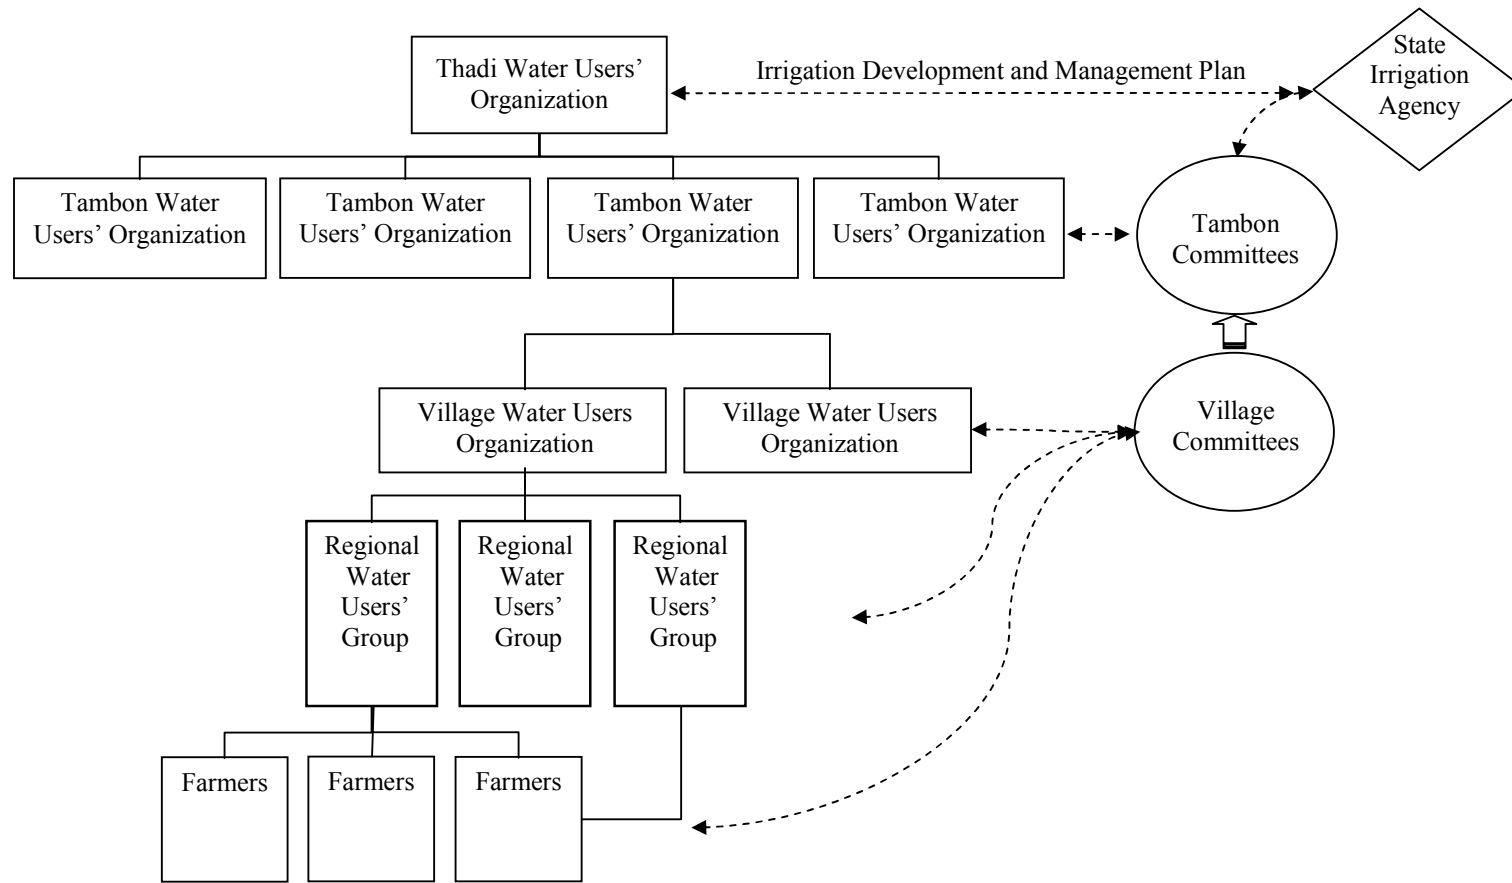 Thadi Water Users’
Organization
Irrigation Development and Management Plan
State
Irrigation
Agency
Tambon Water
Users’ Organization
Tambon Water
Users’ Organization
Tambon Water
Users’ Organization
Tambon Water
Users’ Organization
Tambon
Committees
Village Water Users
Organization
Village Water Users
Organization
Village
Committees
Regional
Water
Users’
Group
Regional
Water
Users’
Group
Regional
Water
Users’
Group
Farmers
Farmers
Farmers